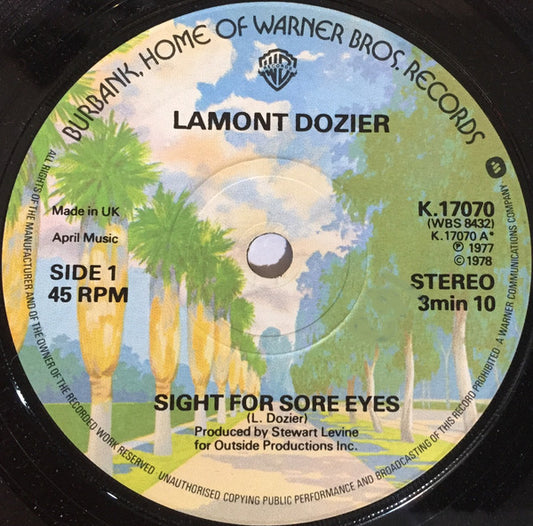 BURBANK, HOME OF WARNER BROS. RECORDS
LAMONT DOZIER
Made in UK
April Music
SIDE 1
45 RPM
K.17070
(WBS 8432)
K.17070 A*
Ⓟ 1977
© 1978
STEREO
3min 10
SIGHT FOR SORE EYES
(L. Dozier)
Produced by Stewart Levine
for Outside Productions Inc.
ALL RIGHTS OF THE MANUFACTURER AND OF THE OWNER OF THE RECORDED WORK RESERVED. UNAUTHORISED COPYING PUBLIC PERFORMANCE AND BROADCASTING OF THIS RECORD PROHIBITED. A WARNER COMMUNICATIONS COMPANY